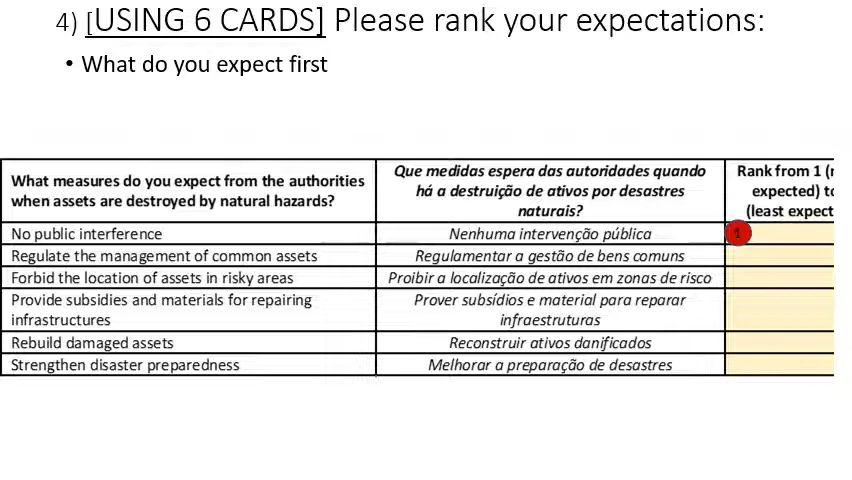 4) [USING 6 CARDS] Please rank your expectations:
• What do you expect first
What measures do you expect from the authorities
when assets are destroyed by natural hazards?
Que medidas espera das autoridades quando
há a destruição de ativos por desastres
naturais?
Rank from 1 (
expected) to
(least expect
No public interference
Nenhuma intervenção pública
1
Regulate the management of common assets
Regulamentar a gestão de bens comuns
Forbid the location of assets in risky areas
Proibir a localização de ativos em zonas de risco
Provide subsidies and materials for repairing
infrastructures
Prover subsídios e material para reparar
infraestruturas
Rebuild damaged assets
Reconstruir ativos danificados
Strengthen disaster preparedness
Melhorar a preparação de desastres